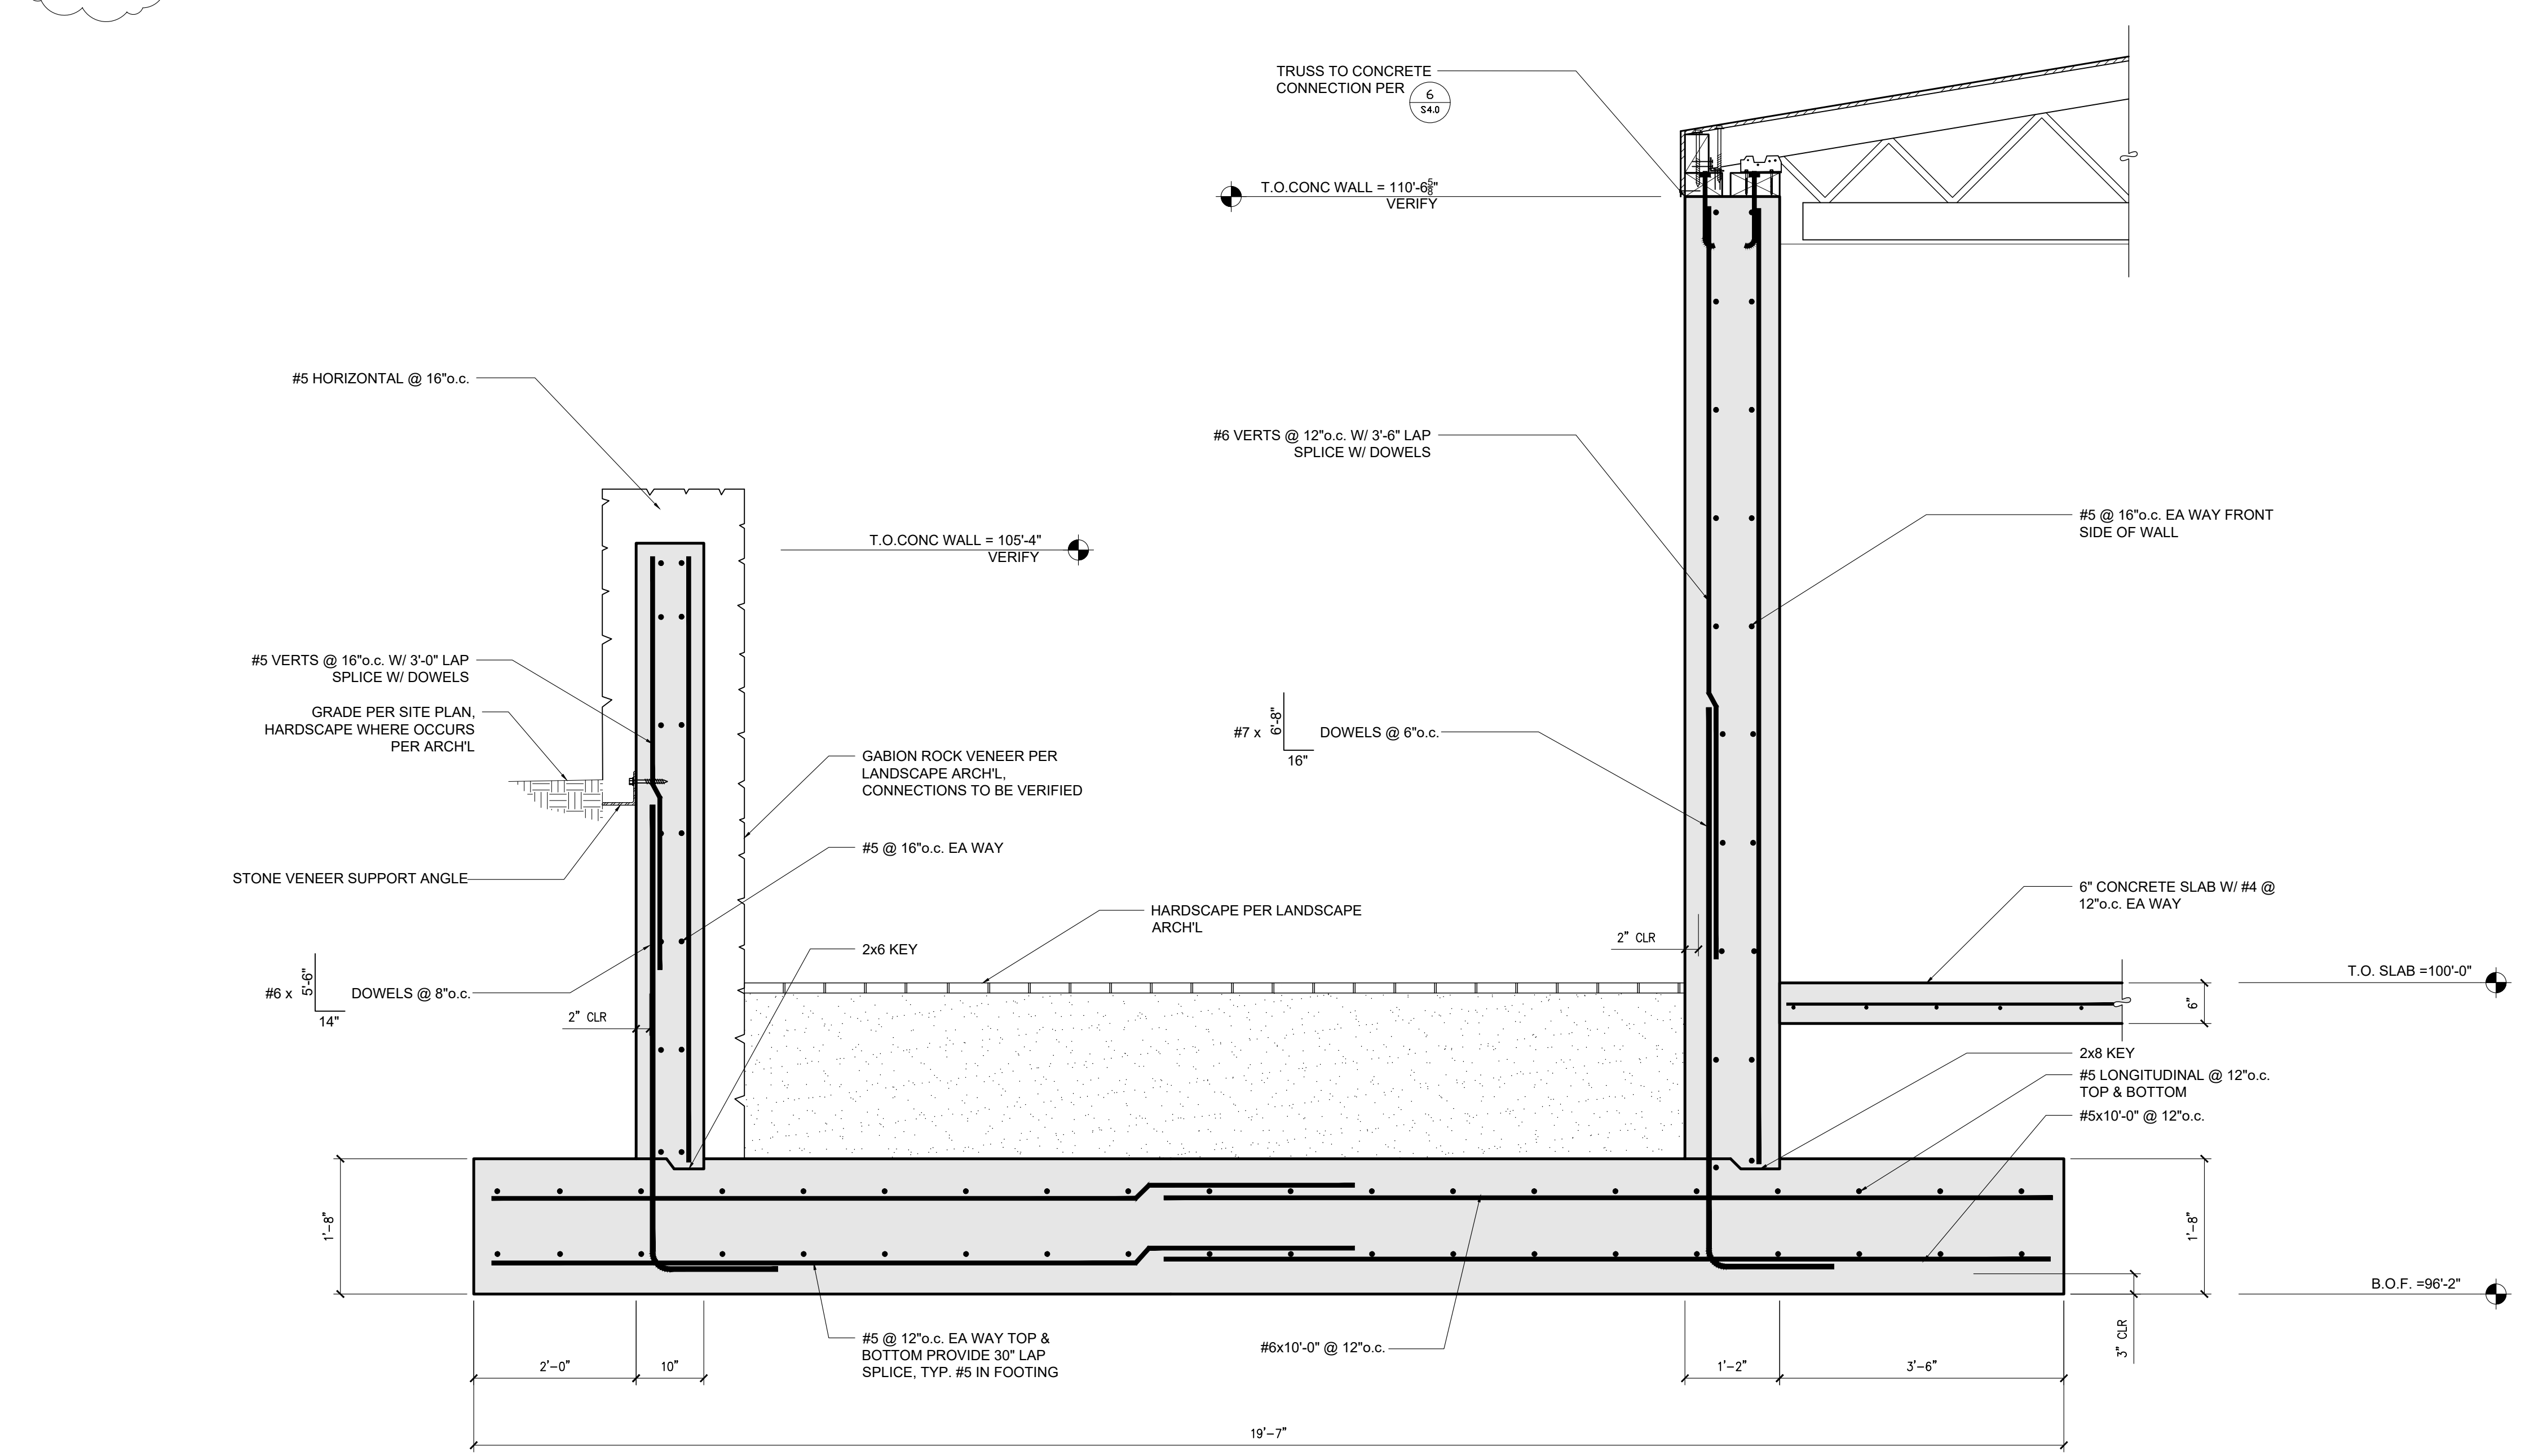 TRUSS TO CONCRETE
CONNECTION PER
6
S4.0
T.O.CONC WALL = 110'-6⅝"
VERIFY
#5 HORIZONTAL @ 16"o.c.
#6 VERTS @ 12"o.c. W/ 3'-6" LAP
SPLICE W/ DOWELS
#5 @ 16"o.c. EA WAY FRONT
SIDE OF WALL
T.O.CONC WALL = 105'-4"
VERIFY
#5 VERTS @ 16"o.c. W/ 3'-0" LAP
SPLICE W/ DOWELS
GRADE PER SITE PLAN,
HARDSCAPE WHERE OCCURS
PER ARCH'L
#7 x
6'-8"
16"
DOWELS @ 6"o.c.
GABION ROCK VENEER PER
LANDSCAPE ARCH'L,
CONNECTIONS TO BE VERIFIED
#5 @ 16"o.c. EA WAY
STONE VENEER SUPPORT ANGLE
6" CONCRETE SLAB W/ #4 @
12"o.c. EA WAY
HARDSCAPE PER LANDSCAPE
ARCH'L
2x6 KEY
2" CLR
#6 x
5'-6"
14"
DOWELS @ 8"o.c.
2" CLR
T.O. SLAB =100'-0"
6"
2x8 KEY
#5 LONGITUDINAL @ 12"o.c.
TOP & BOTTOM
#5x10'-0" @ 12"o.c.
1'-8"
1'-8"
B.O.F. =96'-2"
3" CLR
#5 @ 12"o.c. EA WAY TOP &
BOTTOM PROVIDE 30" LAP
SPLICE, TYP. #5 IN FOOTING
#6x10'-0" @ 12"o.c.
2'-0"
10"
1'-2"
3'-6"
19'-7"